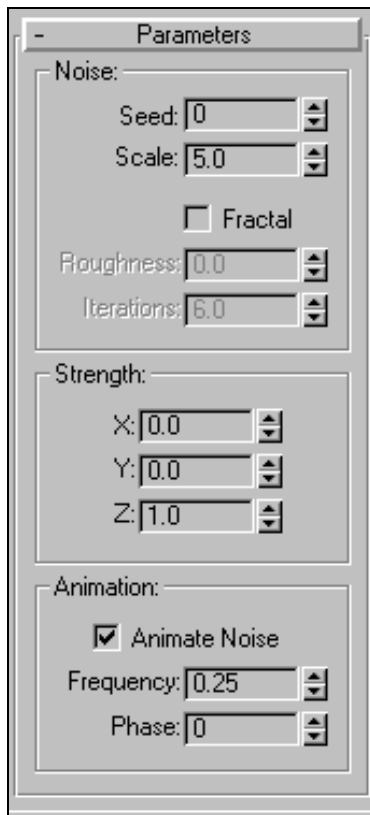 - Parameters
Noise:
Seed: 0
Scale: 5.0
Fractal
Roughness: 0.0
Iterations: 6.0
Strength:
X: 0.0
Y: 0.0
Z: 1.0
Animation:
Animate Noise
Frequency: 0.25
Phase: 0